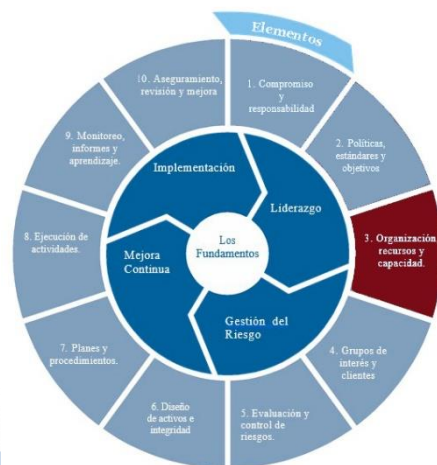 Elementos
1. Compromiso
y
responsabilidad
2. Políticas,
estándares y
objetivos
3. Organización,
recursos y
capacidad.
4. Grupos de
interés y
clientes
5. Evaluación y
control de
riesgos.
6. Diseño
de activos e
integridad
7. Planes y
procedimientos.
8. Ejecución de
actividades.
9. Monitoreo,
informes y
aprendizaje.
10. Aseguramiento,
revisión y mejora
Implementación
Liderazgo
Gestión del
Riesgo
Mejora
Continua
Los
Fundamentos